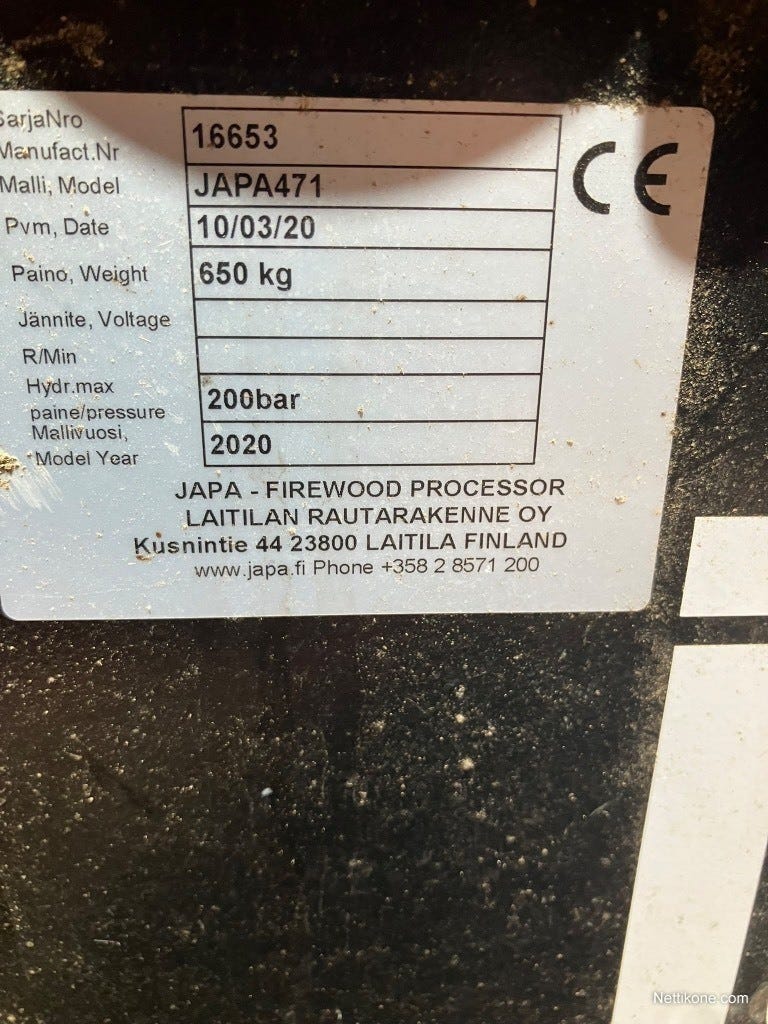 SarjaNro
Manufact.Nr 16653
Malli, Model JAPA471
Pvm, Date 10/03/20
Paino, Weight 650 kg
Jännite, Voltage
R/Min
Hydr.max
paine/pressure 200bar
Mallivuosi,
Model Year 2020
CE
JAPA - FIREWOOD PROCESSOR
LAITILAN RAUTARAKENNE OY
Kusnintie 44 23800 LAITILA FINLAND
www.japa.fi Phone +358 2 8571 200
Nettikone.com